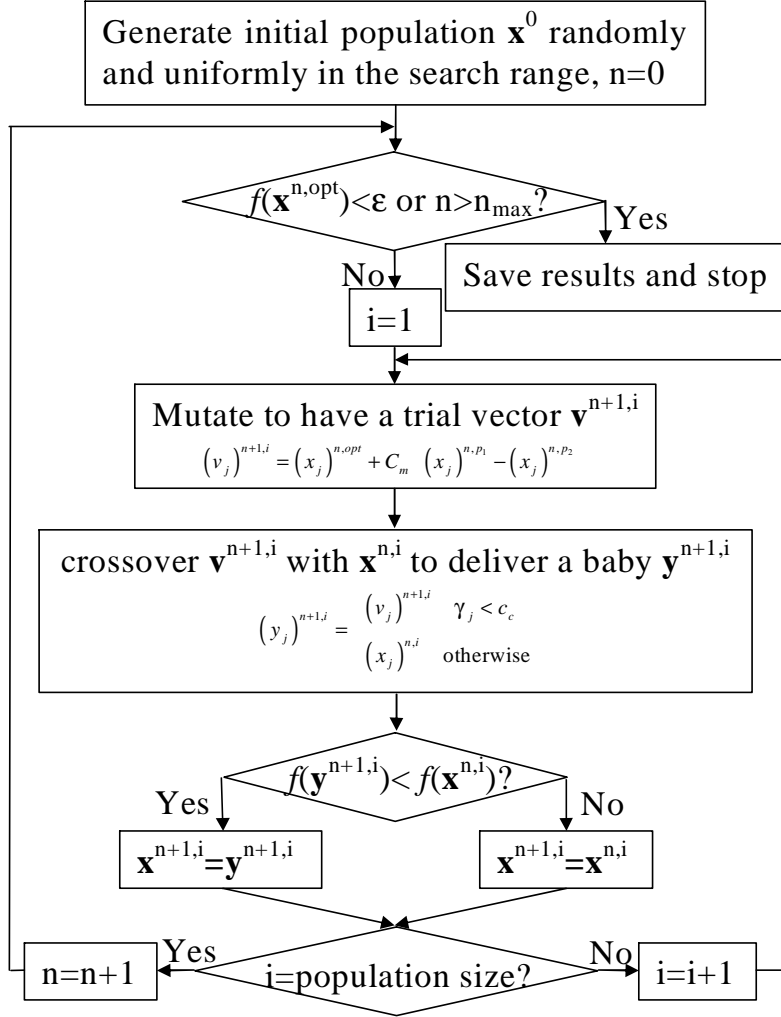 Generate initial population x^0 randomly
and uniformly in the search range, n=0
f(x^n,opt)<ε or n>n_max?
Yes
Save results and stop
No
i=1
Mutate to have a trial vector v^n+1,i
(v_j)^n+1,i = (x_j)^n,opt + C_m (x_j)^n,p_1 − (x_j)^n,p_2
crossover v^n+1,i with x^n,i to deliver a baby y^n+1,i
(y_j)^n+1,i = (v_j)^n+1,i γ_j < c_c
(x_j)^n,i otherwise
f(y^n+1,i)< f(x^n,i)?
Yes
No
x^n+1,i=y^n+1,i
x^n+1,i=x^n,i
n=n+1
Yes
i=population size?
No
i=i+1